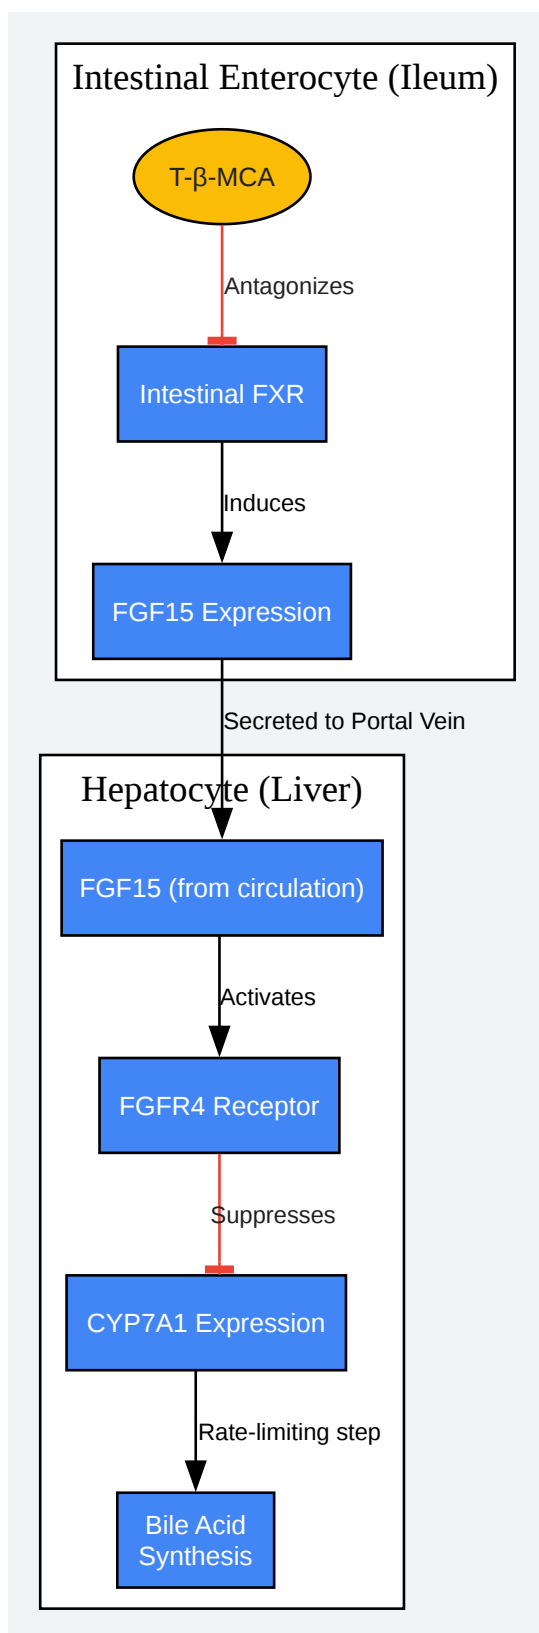 Intestinal Enterocyte (Ileum)
T-β-MCA
Antagonizes
Intestinal FXR
Induces
FGF15 Expression
Secreted to Portal Vein
Hepatocyte (Liver)
FGF15 (from circulation)
Activates
FGFR4 Receptor
Suppresses
CYP7A1 Expression
Rate-limiting step
Bile Acid
Synthesis